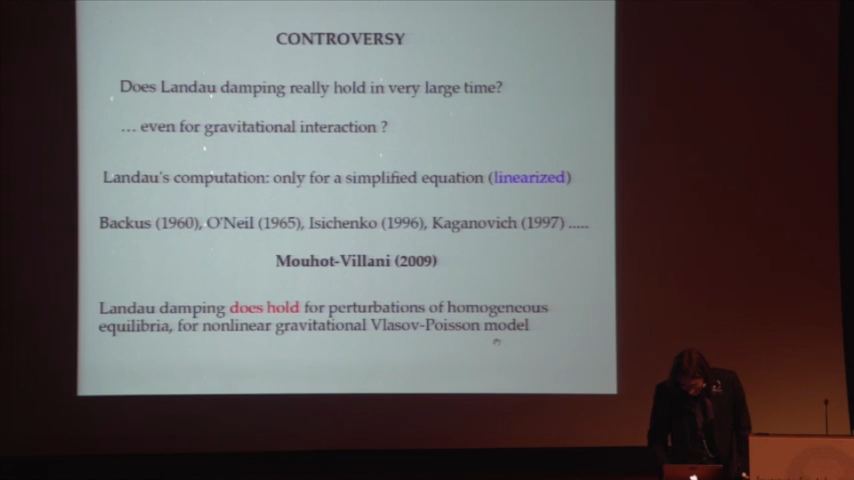 CONTROVERSY
Does Landau damping really hold in very large time?
... even for gravitational interaction ?
Landau's computation: only for a simplified equation (linearized)
Backus (1960), O'Neil (1965), Isichenko (1996), Kaganovich (1997) .....
Mouhot-Villani (2009)
Landau damping does hold for perturbations of homogeneous
equilibria, for nonlinear gravitational Vlasov-Poisson model